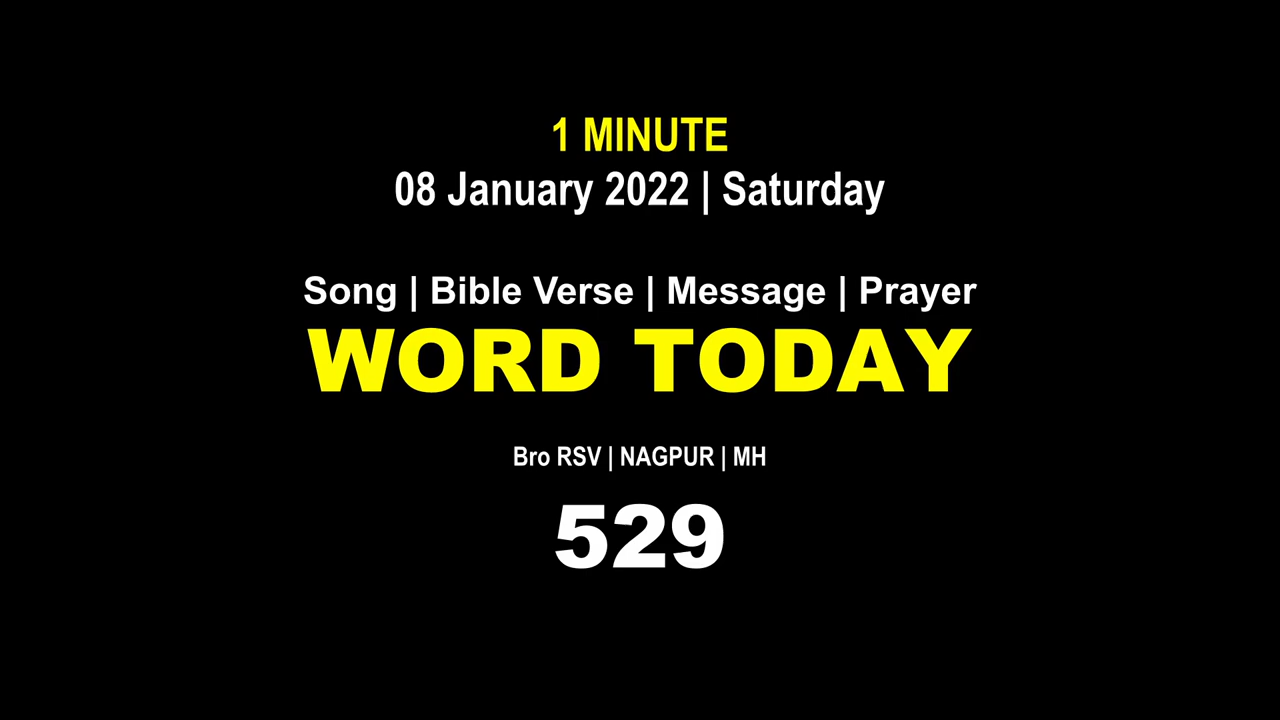 1 MINUTE
08 January 2022 | Saturday
Song | Bible Verse | Message | Prayer
WORD TODAY
Bro RSV | NAGPUR | MH
529